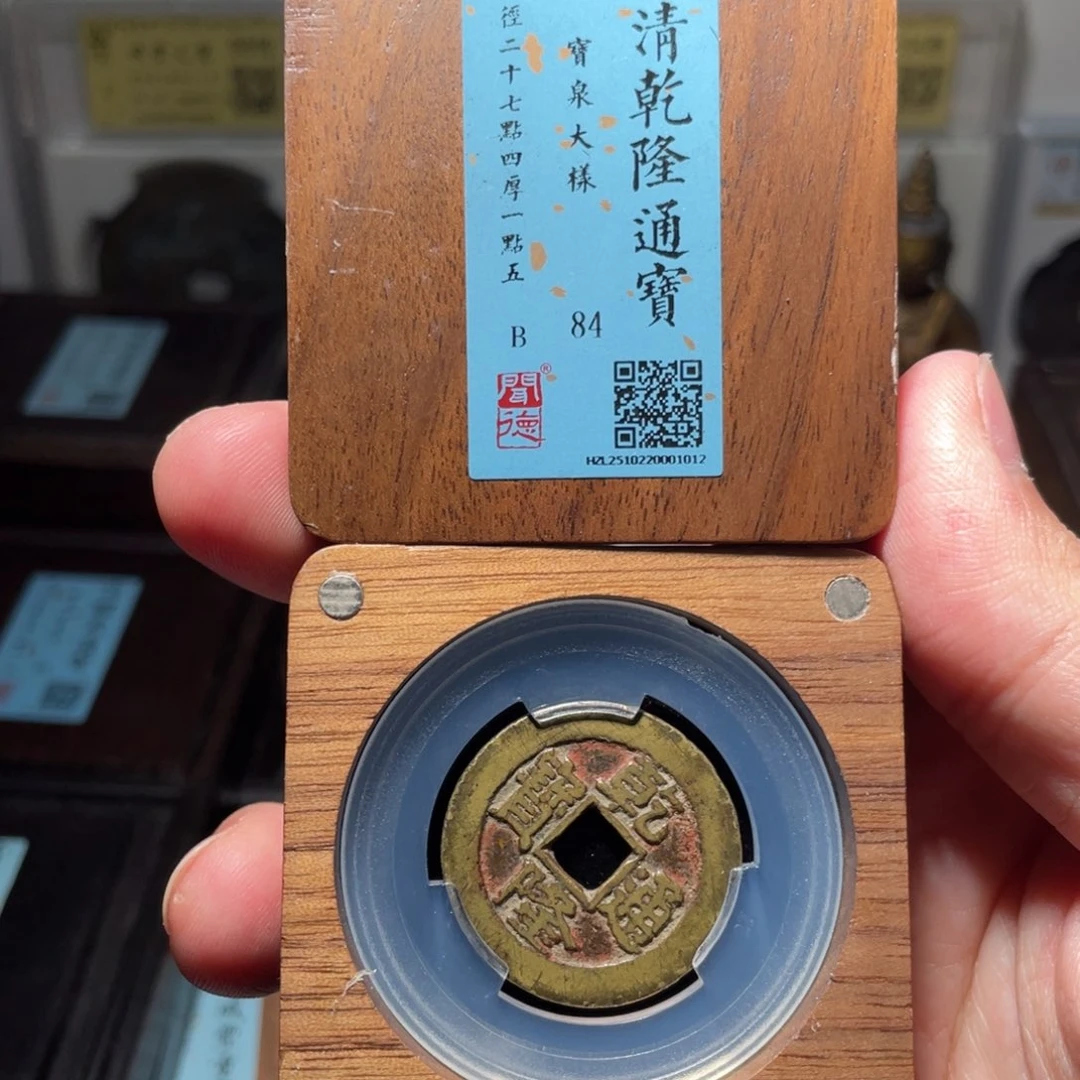 清乾隆通寶
寶泉大樣
84
徑二十七點四厚一點五
B
聞德®
HZL2510220001012
乾隆通寶